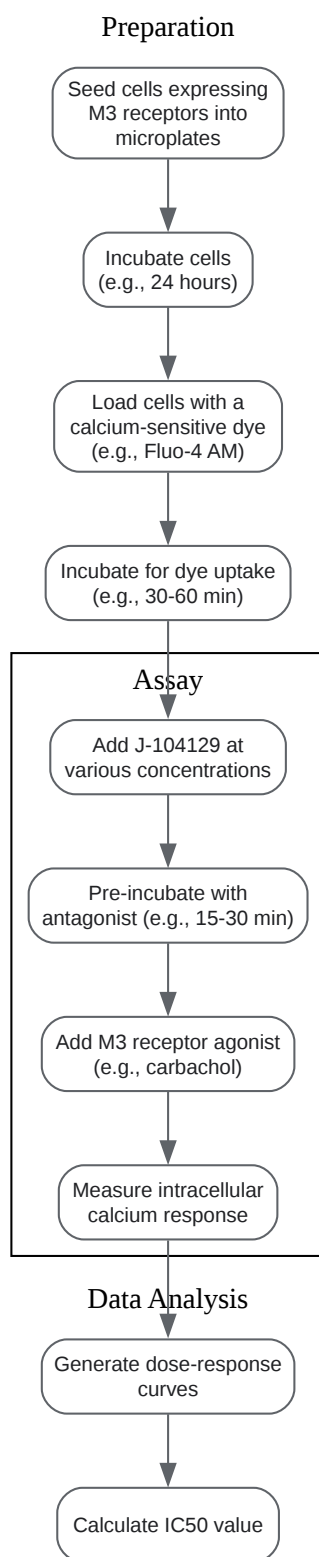 Preparation
Seed cells expressing
M3 receptors into
microplates
Incubate cells
(e.g., 24 hours)
Load cells with a
calcium-sensitive dye
(e.g., Fluo-4 AM)
Incubate for dye uptake
(e.g., 30-60 min)
Assay
Add J-104129 at
various concentrations
Pre-incubate with
antagonist (e.g., 15-30 min)
Add M3 receptor agonist
(e.g., carbachol)
Measure intracellular
calcium response
Data Analysis
Generate dose-response
curves
Calculate IC50 value